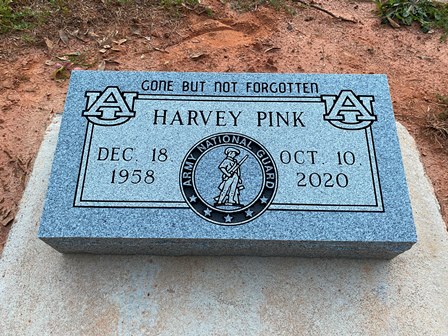 GONE BUT NOT FORGOTTEN
AU AU
HARVEY PINK
DEC. 18.
1958
ARMY NATIONAL GUARD
OCT. 10.
2020